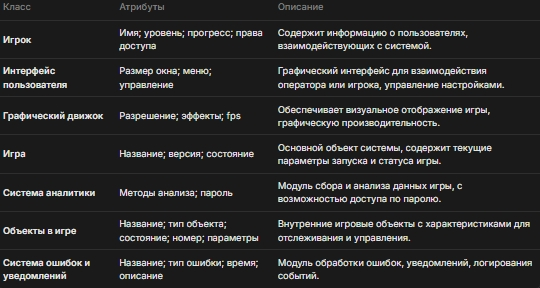 Класс Атрибуты Описание
Игрок Имя; уровень; прогресс; права доступа Содержит информацию о пользователях, взаимодействующих с системой.
Интерфейс пользователя Размер окна; меню; управление Графический интерфейс для взаимодействия оператора или игрока, управление настройками.
Графический движок Разрешение; эффекты; fps Обеспечивает визуальное отображение игры, графическую производительность.
Игра Название; версия; состояние Основной объект системы, содержит текущие параметры запуска и статуса игры.
Система аналитики Методы анализа; пароль Модуль сбора и анализа данных игры, с возможностью доступа по паролю.
Объекты в игре Название; тип объекта; состояние; номер; параметры Внутренние игровые объекты с характеристиками для отслеживания и управления.
Система ошибок и уведомлений Название; тип ошибки; время; описание Модуль обработки ошибок, уведомлений, логирования событий.